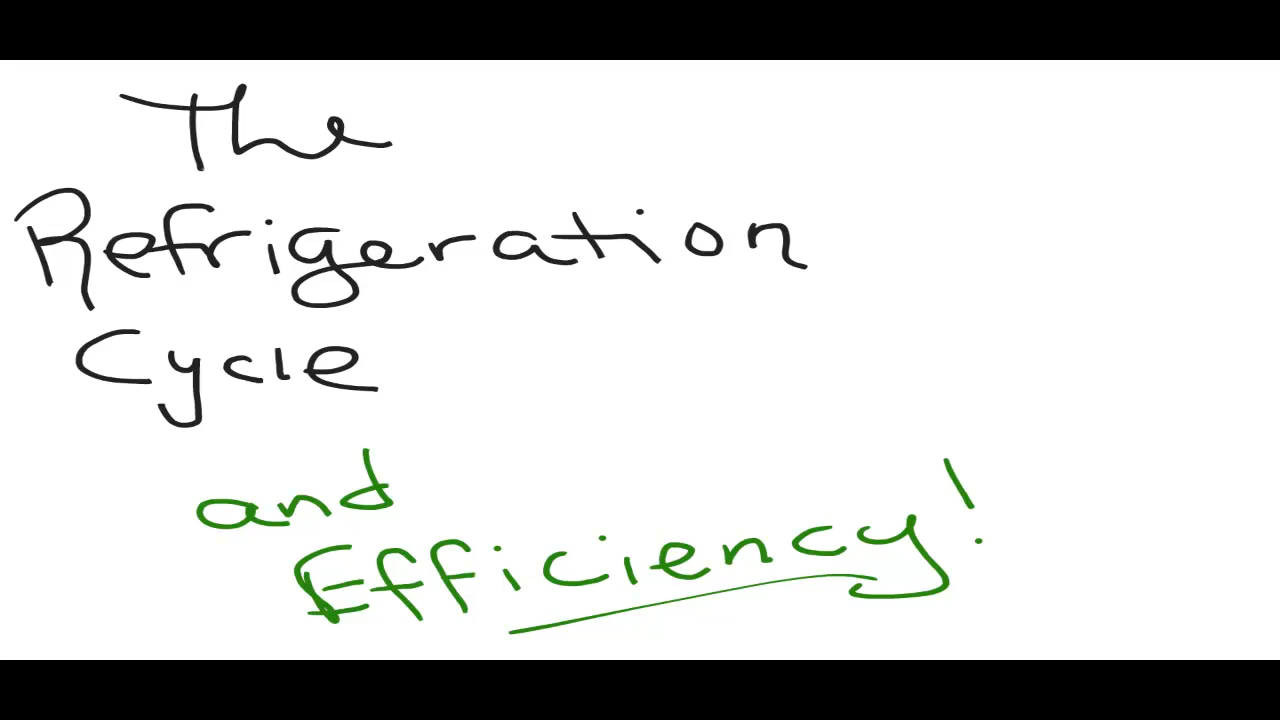 The
Refrigeration
Cycle
and
Efficiency!